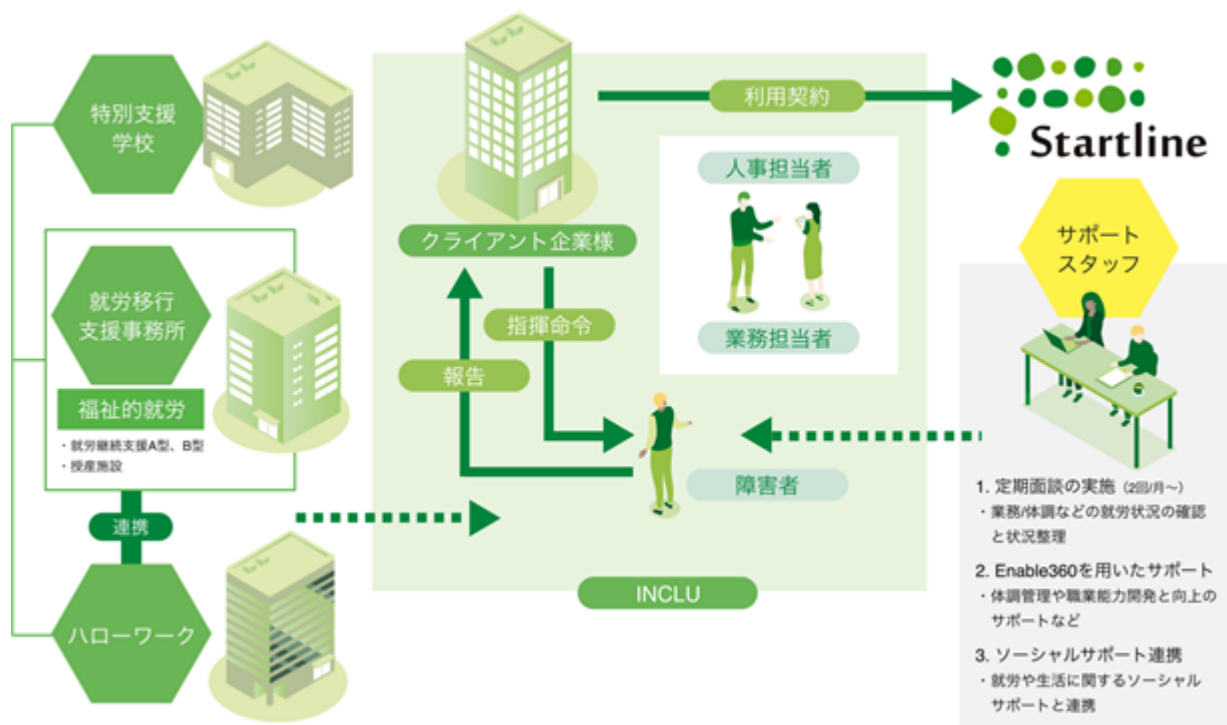 特別支援
学校
就労移行
支援事務所
福祉的就労
・就労継続支援A型、B型
・授産施設
連携
ハローワーク
クライアント企業様
利用契約
人事担当者
業務担当者
指揮命令
報告
障害者
INCLU
Startline
サポート
スタッフ
1. 定期面談の実施（2回/月〜）
・業務/体調などの就労状況の確認
と状況整理
2. Enable360を用いたサポート
・体調管理や職業能力開発と向上の
サポートなど
3. ソーシャルサポート連携
・就労や生活に関するソーシャル
サポートと連携